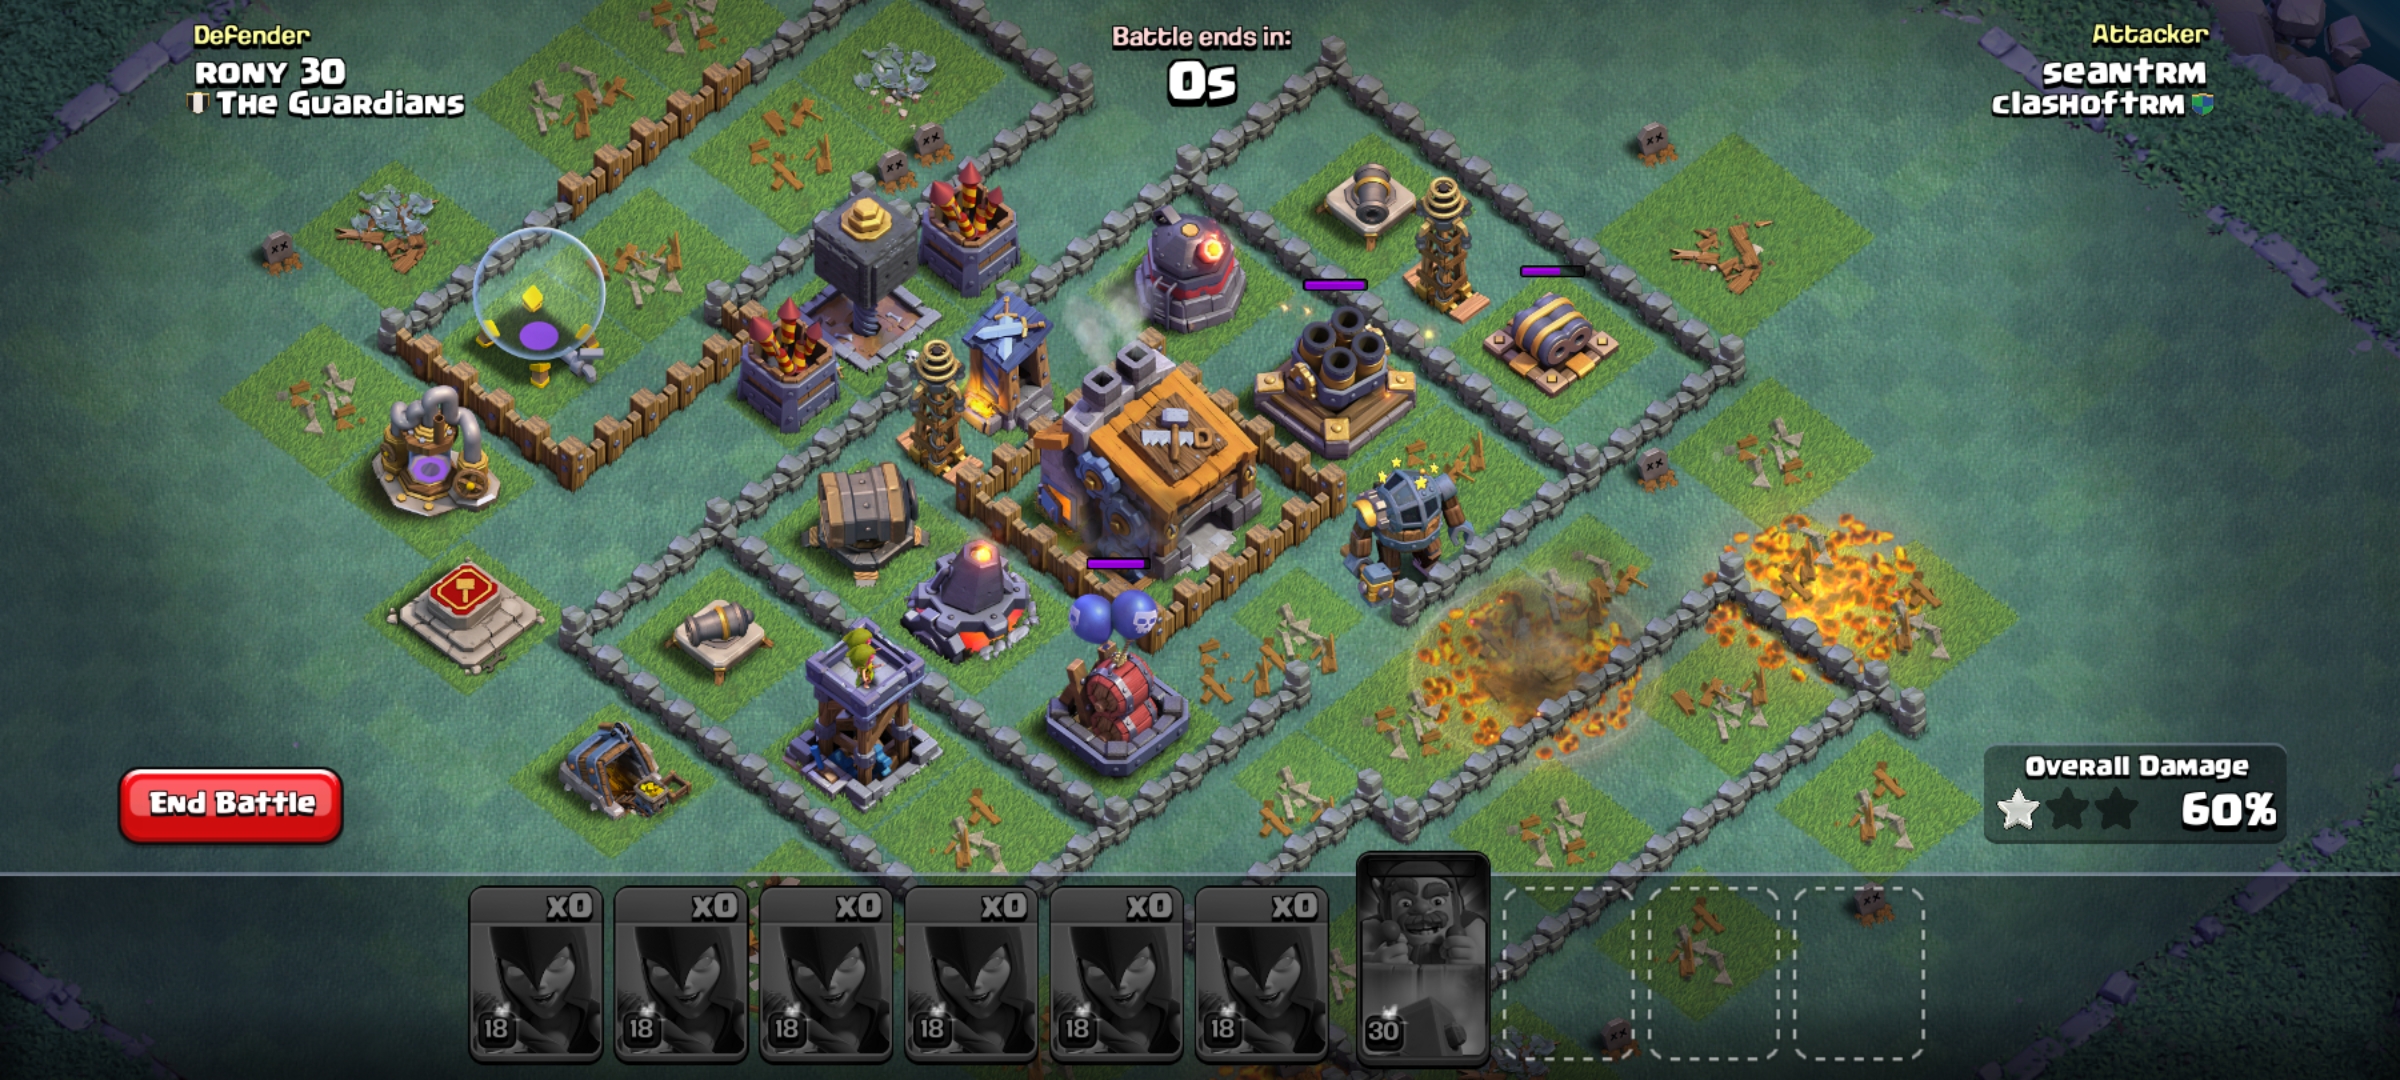 Defender
RONY 30
THE GUARDIANS
Battle ends in:
0s
Attacker
seantRM
clashoftRM
End Battle
Overall Damage
60%
x0
x0
x0
x0
x0
x0
18
18
18
18
18
18
30